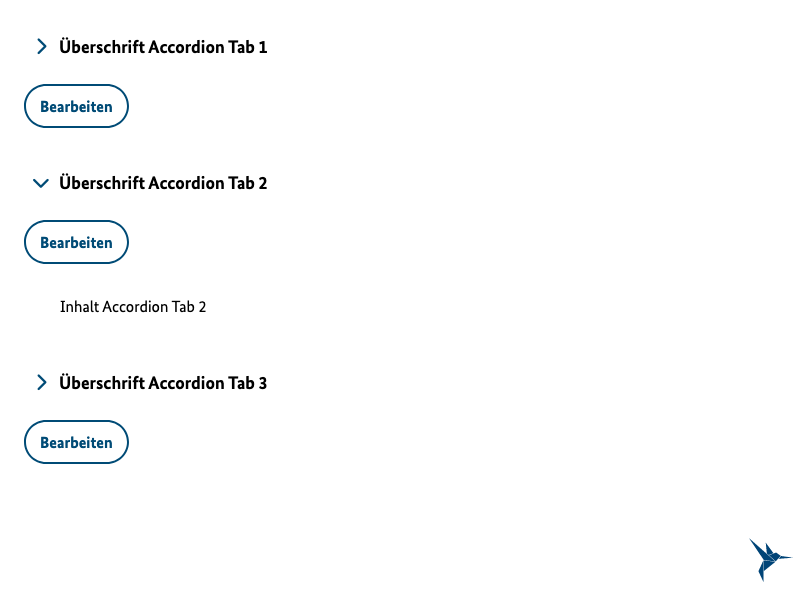 Überschrift Accordion Tab 1
Bearbeiten
Überschrift Accordion Tab 2
Bearbeiten
Inhalt Accordion Tab 2
Überschrift Accordion Tab 3
Bearbeiten